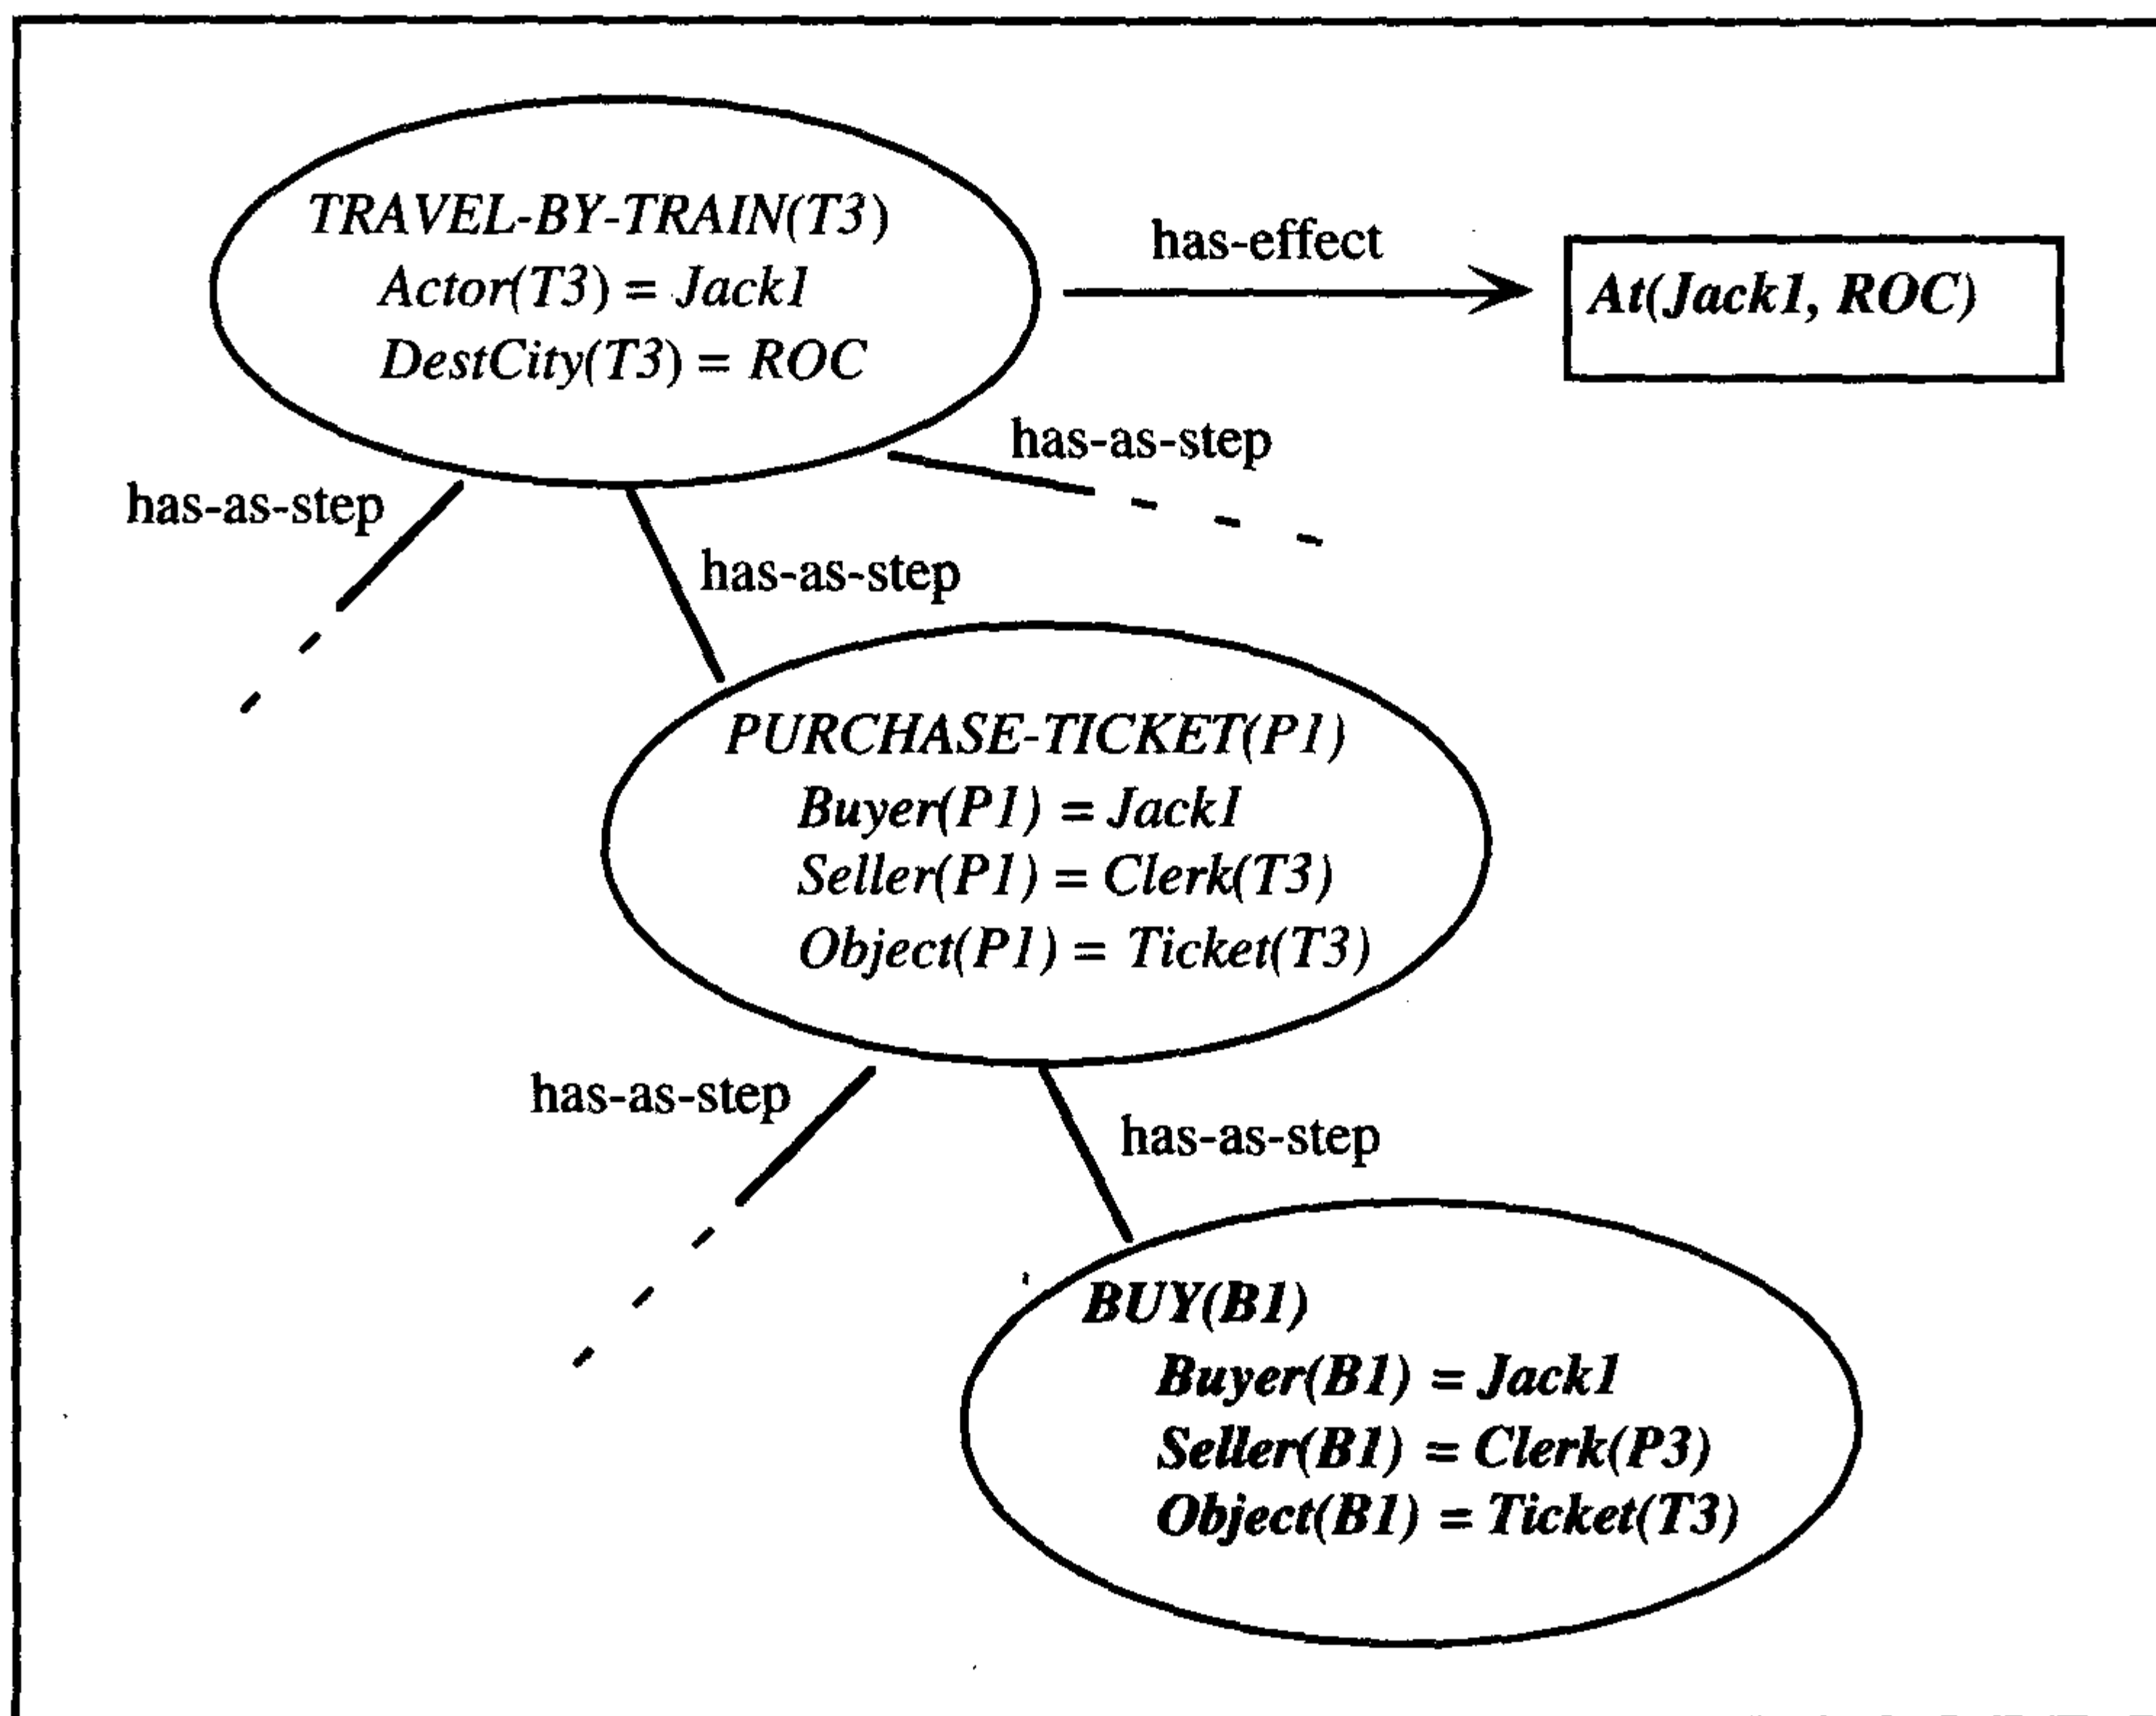 TRAVEL-BY-TRAIN(T3)
Actor(T3) = Jack1
DestCity(T3) = ROC
has-effect
At(Jack1, ROC)
has-as-step
has-as-step
has-as-step
PURCHASE-TICKET(P1)
Buyer(P1) = Jack1
Seller(P1) = Clerk(T3)
Object(P1) = Ticket(T3)
has-as-step
has-as-step
BUY(B1)
Buyer(B1) = Jack1
Seller(B1) = Clerk(P3)
Object(B1) = Ticket(T3)